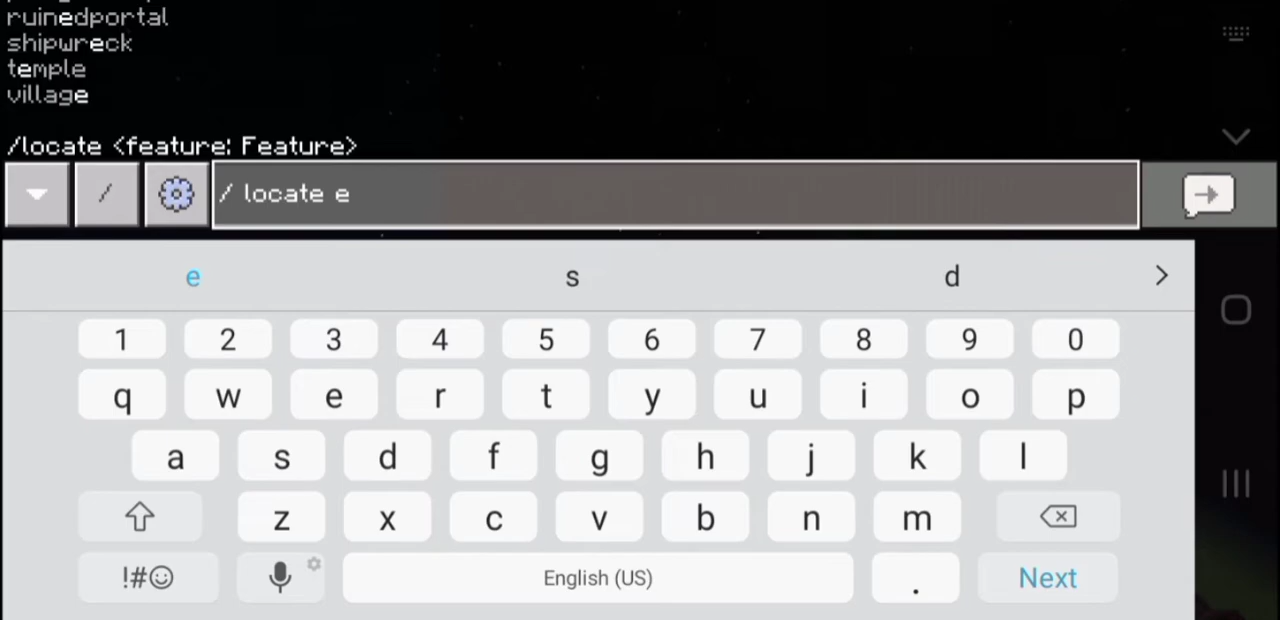 ruinedportal
shipwreck
temple
village
/locate <feature: Feature>
/ / locate e
e s d
1 2 3 4 5 6 7 8 9 0
q w e r t y u i o p
a s d f g h j k l
z x c v b n m
!#☺ English (US) . Next